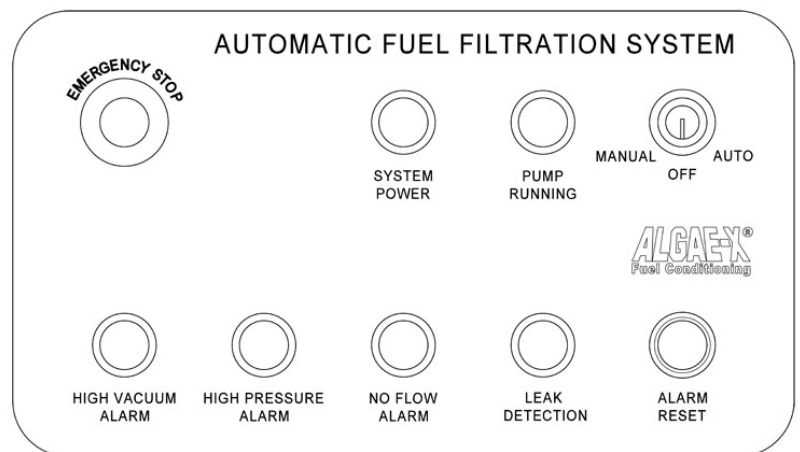 AUTOMATIC FUEL FILTRATION SYSTEM
EMERGENCY STOP
SYSTEM
POWER
PUMP
RUNNING
MANUAL
OFF
AUTO
ALGAE-X®
Fuel Conditioning
HIGH VACUUM
ALARM
HIGH PRESSURE
ALARM
NO FLOW
ALARM
LEAK
DETECTION
ALARM
RESET